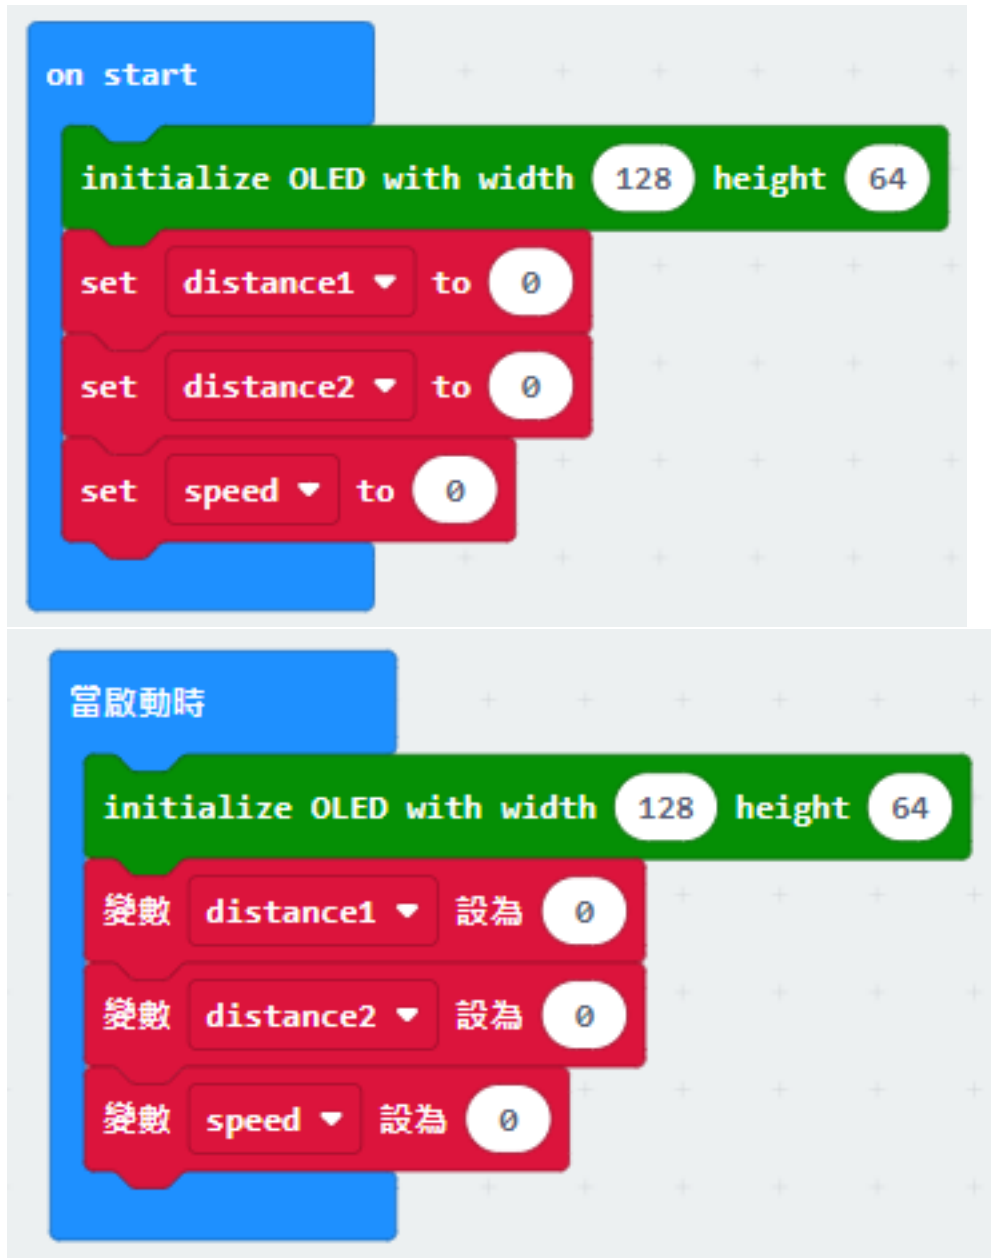 on start
initialize OLED with width 128 height 64
set distance1 to 0
set distance2 to 0
set speed to 0
當啟動時
initialize OLED with width 128 height 64
變數 distance1 設為 0
變數 distance2 設為 0
變數 speed 設為 0